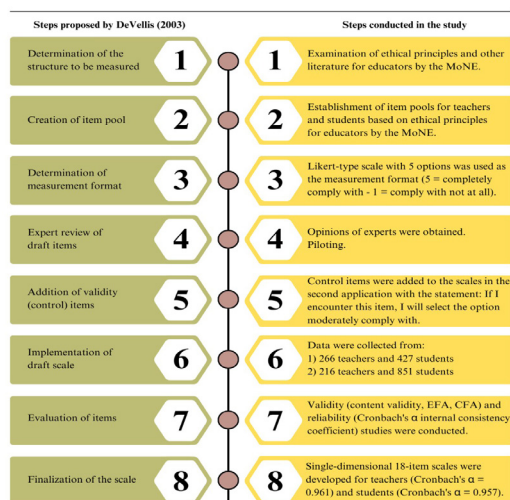 Steps proposed by DeVellis (2003)
Steps conducted in the study
Determination of the
structure to be measured
1
1
Examination of ethical principles and other
literature for educators by the MoNE.
Creation of item pool
2
2
Establishment of item pools for teachers
and students based on ethical principles
for educators by the MoNE.
Determination of
measurement format
3
3
Likert-type scale with 5 options was used as
the measurement format (5 = completely
comply with - 1 = comply with not at all).
Expert review of
draft items
4
4
Opinions of experts were obtained.
Piloting.
Addition of validity
(control) items
5
5
Control items were added to the scales in the
second application with the statement: If I
encounter this item, I will select the option
moderately comply with.
Implementation of
draft scale
6
6
Data were collected from:
1) 266 teachers and 427 students
2) 216 teachers and 851 students
Evaluation of items
7
7
Validity (content validity, EFA, CFA) and
reliability (Cronbach's α internal consistency
coefficient) studies were conducted.
Finalization of the scale
8
8
Single-dimensional 18-item scales were
developed for teachers (Cronbach's α =
0.961) and students (Cronbach's α = 0.957).